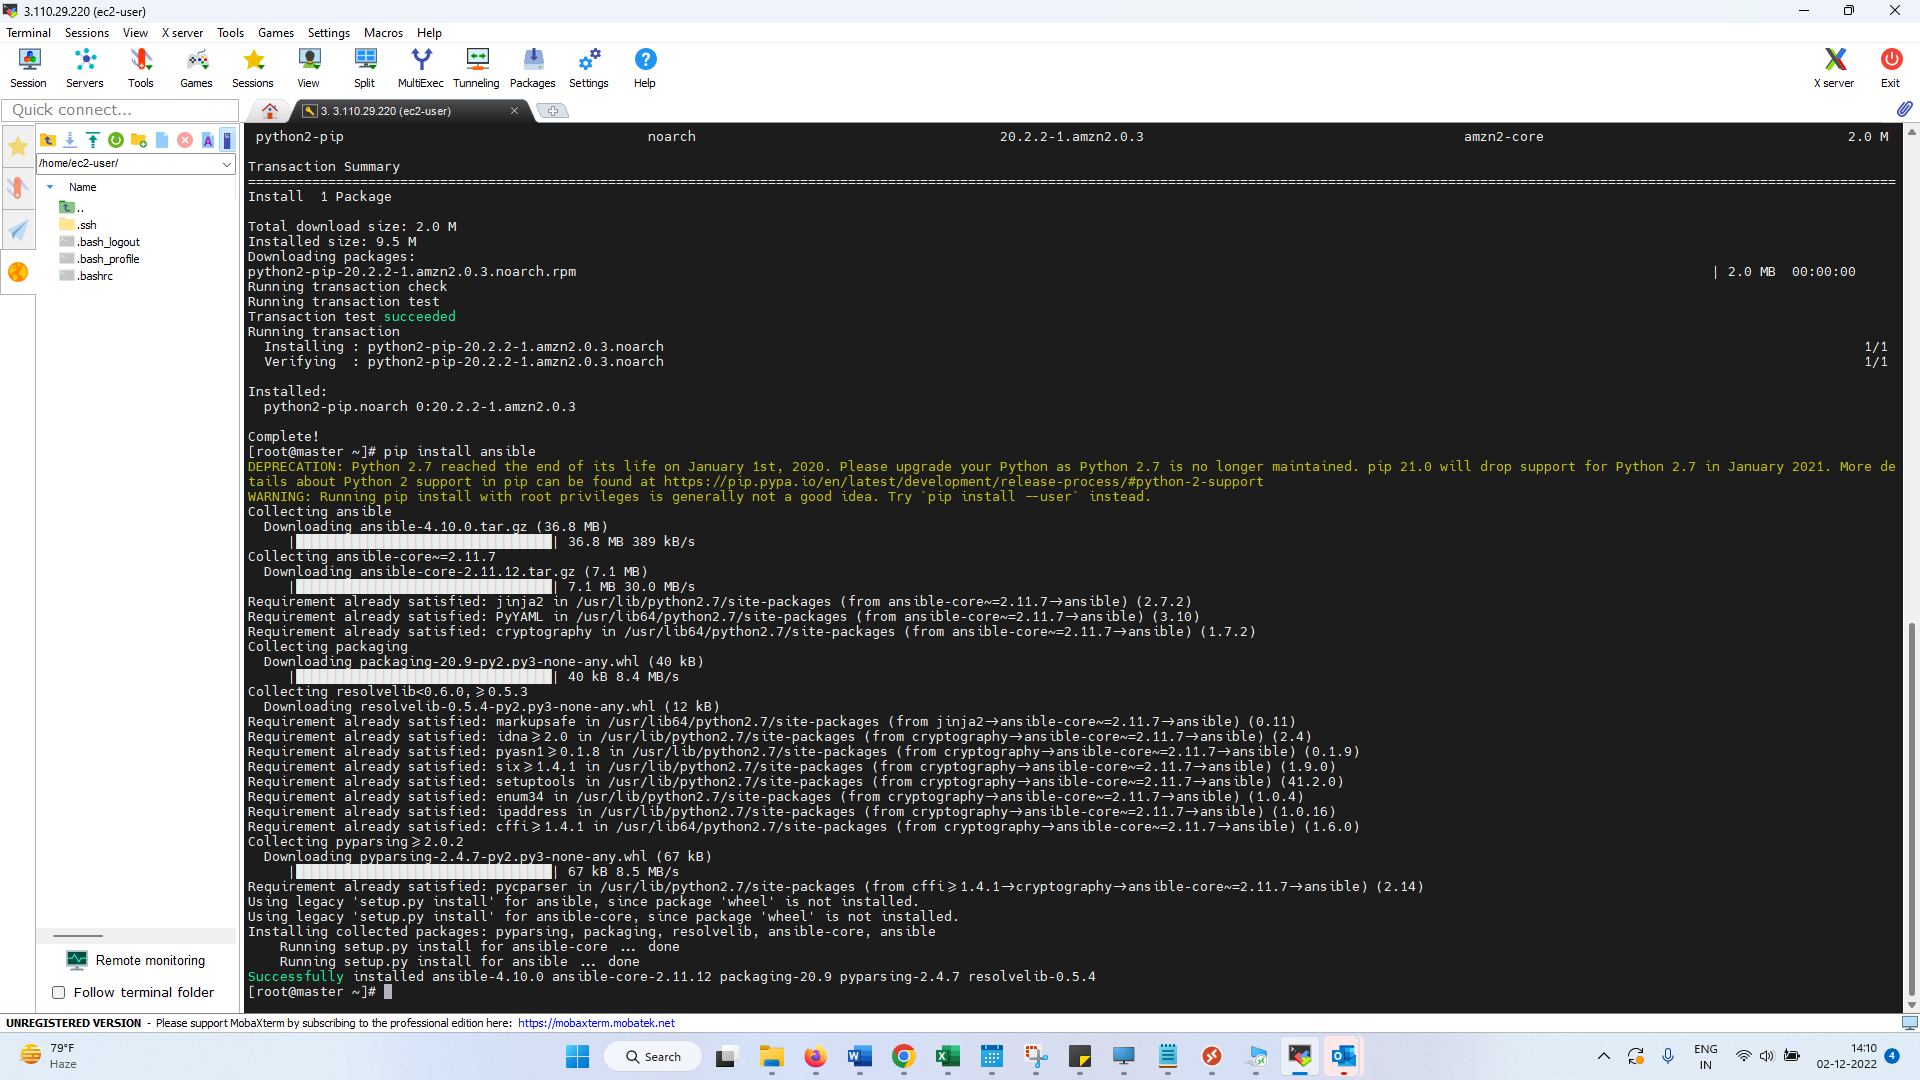 3.110.29.220 (ec2-user)
Terminal Sessions View X server Tools Games Settings Macros Help
Session Servers Tools Games Sessions View Split MultiExec Tunneling Packages Settings Help X server Exit
Quick connect...
3. 3.110.29.220 (ec2-user)
/home/ec2-user/
Name
..
.ssh
.bash_logout
.bash_profile
.bashrc
Remote monitoring
Follow terminal folder
python2-pip noarch 20.2.2-1.amzn2.0.3 amzn2-core 2.0 M
Transaction Summary
Install  1 Package
Total download size: 2.0 M
Installed size: 9.5 M
Downloading packages:
python2-pip-20.2.2-1.amzn2.0.3.noarch.rpm | 2.0 MB  00:00:00
Running transaction check
Running transaction test
Transaction test succeeded
Running transaction
Installing : python2-pip-20.2.2-1.amzn2.0.3.noarch 1/1
Verifying  : python2-pip-20.2.2-1.amzn2.0.3.noarch 1/1
Installed:
python2-pip.noarch 0:20.2.2-1.amzn2.0.3
Complete!
[root@master ~]# pip install ansible
DEPRECATION: Python 2.7 reached the end of its life on January 1st, 2020. Please upgrade your Python as Python 2.7 is no longer maintained. pip 21.0 will drop support for Python 2.7 in January 2021. More de
tails about Python 2 support in pip can be found at https://pip.pypa.io/en/latest/development/release-process/#python-2-support
WARNING: Running pip install with root privileges is generally not a good idea. Try `pip install --user` instead.
Collecting ansible
Downloading ansible-4.10.0.tar.gz (36.8 MB)
| | 36.8 MB 389 kB/s
Collecting ansible-core~=2.11.7
Downloading ansible-core-2.11.12.tar.gz (7.1 MB)
| | 7.1 MB 30.0 MB/s
Requirement already satisfied: jinja2 in /usr/lib/python2.7/site-packages (from ansible-core~=2.11.7->ansible) (2.7.2)
Requirement already satisfied: PyYAML in /usr/lib64/python2.7/site-packages (from ansible-core~=2.11.7->ansible) (3.10)
Requirement already satisfied: cryptography in /usr/lib64/python2.7/site-packages (from ansible-core~=2.11.7->ansible) (1.7.2)
Collecting packaging
Downloading packaging-20.9-py2.py3-none-any.whl (40 kB)
| | 40 kB 8.4 MB/s
Collecting resolvelib<0.6.0,>=0.5.3
Downloading resolvelib-0.5.4-py2.py3-none-any.whl (12 kB)
Requirement already satisfied: markupsafe in /usr/lib64/python2.7/site-packages (from jinja2->ansible-core~=2.11.7->ansible) (0.11)
Requirement already satisfied: idna>=2.0 in /usr/lib/python2.7/site-packages (from cryptography->ansible-core~=2.11.7->ansible) (2.4)
Requirement already satisfied: pyasn1>=0.1.8 in /usr/lib/python2.7/site-packages (from cryptography->ansible-core~=2.11.7->ansible) (0.1.9)
Requirement already satisfied: six>=1.4.1 in /usr/lib/python2.7/site-packages (from cryptography->ansible-core~=2.11.7->ansible) (1.9.0)
Requirement already satisfied: setuptools in /usr/lib/python2.7/site-packages (from cryptography->ansible-core~=2.11.7->ansible) (41.2.0)
Requirement already satisfied: enum34 in /usr/lib/python2.7/site-packages (from cryptography->ansible-core~=2.11.7->ansible) (1.0.4)
Requirement already satisfied: ipaddress in /usr/lib/python2.7/site-packages (from cryptography->ansible-core~=2.11.7->ansible) (1.0.16)
Requirement already satisfied: cffi>=1.4.1 in /usr/lib64/python2.7/site-packages (from cryptography->ansible-core~=2.11.7->ansible) (1.6.0)
Collecting pyparsing>=2.0.2
Downloading pyparsing-2.4.7-py2.py3-none-any.whl (67 kB)
| | 67 kB 8.5 MB/s
Requirement already satisfied: pycparser in /usr/lib/python2.7/site-packages (from cffi>=1.4.1->cryptography->ansible-core~=2.11.7->ansible) (2.14)
Using legacy 'setup.py install' for ansible, since package 'wheel' is not installed.
Using legacy 'setup.py install' for ansible-core, since package 'wheel' is not installed.
Installing collected packages: pyparsing, packaging, resolvelib, ansible-core, ansible
Running setup.py install for ansible-core ... done
Running setup.py install for ansible ... done
Successfully installed ansible-4.10.0 ansible-core-2.11.12 packaging-20.9 pyparsing-2.4.7 resolvelib-0.5.4
[root@master ~]#
UNREGISTERED VERSION - Please support MobaXterm by subscribing to the professional edition here: https://mobaxterm.mobatek.net
79°F
Haze
Search
ENG
IN
14:10
02-12-2022
4